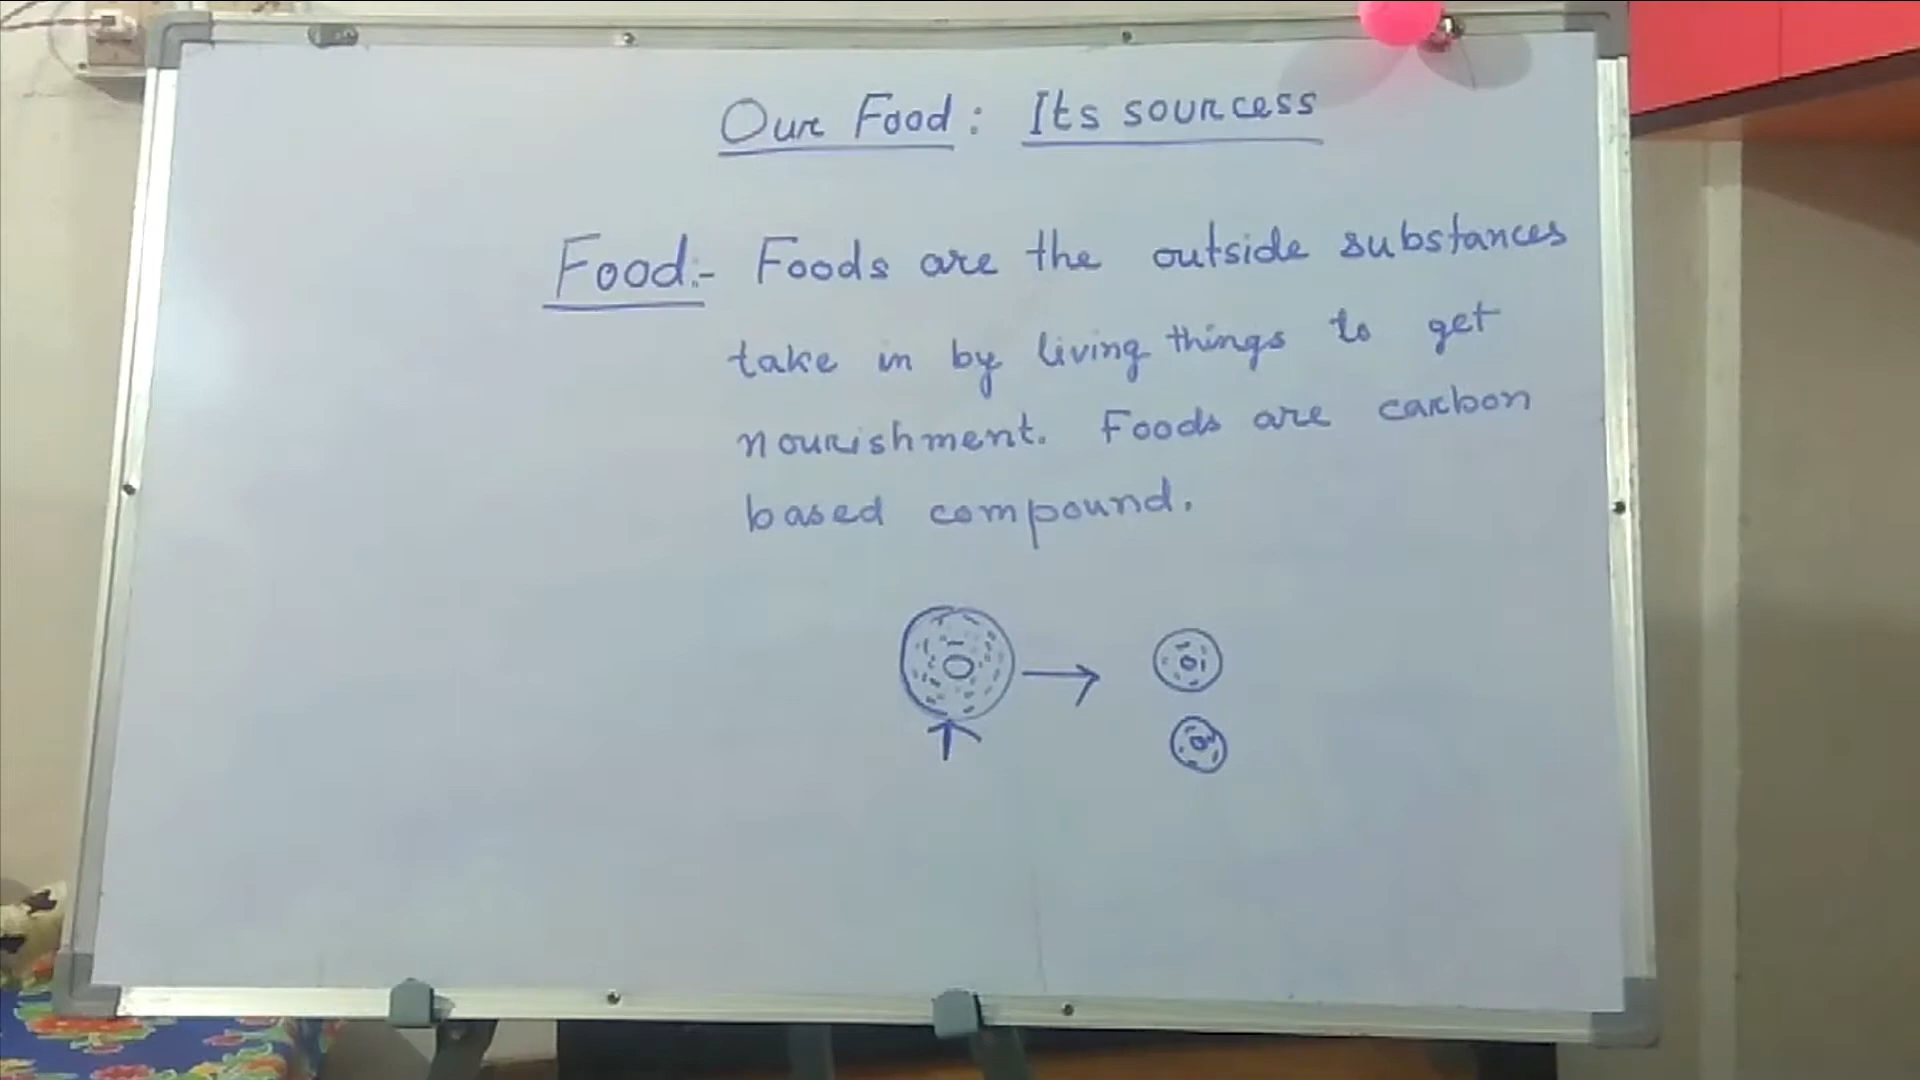 Our Food: Its sourcess
Food:- Foods are the outside substances
take in by living things to get
nourishment. Foods are carbon
based compound.